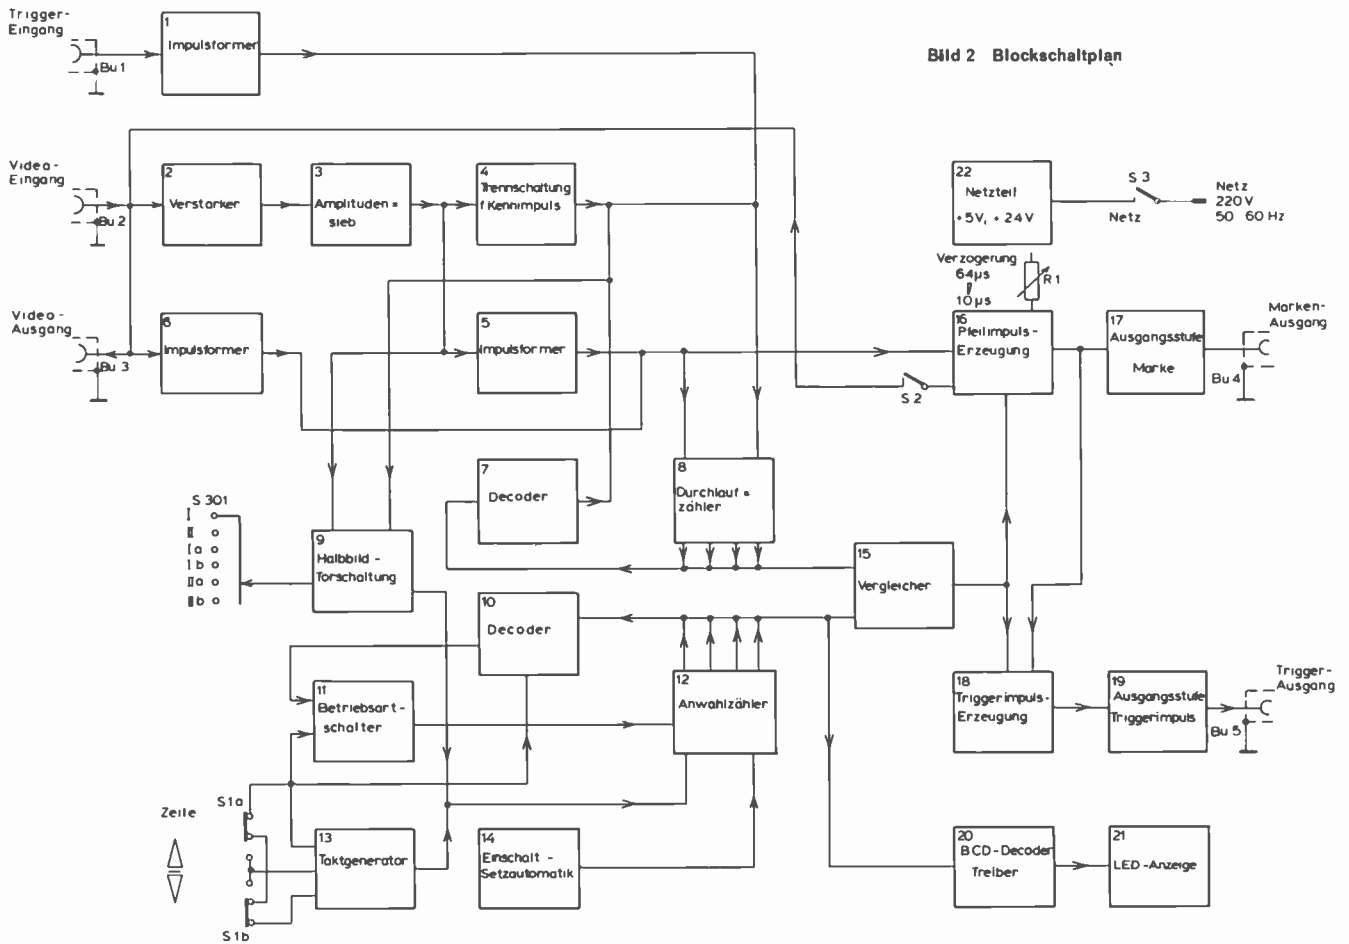 Trigger-
Eingang
Bu 1
1
Impulsformer
Bild 2 Blockschaltplan
Video-
Eingang
Bu 2
2
Verstarker
3
Amplituden=
sieb
4
Trennschaltung
f Kennimpuls
22
Netzteil
+5V, +24V
S 3
Netz
Netz
220 V
50 60 Hz
Verzogerung
64µs
10µs
R 1
Video-
Ausgang
Bu 3
6
Impulsformer
5
Impulsformer
S 2
16
Pfeilimpuls-
Erzeugung
17
Ausgangsstufe
Marke
Marken-
Ausgang
Bu 4
7
Decoder
8
Durchlauf=
zähler
S 301
I
II
I a
I b
II a
II b
9
Halbbild-
Torschaltung
10
Decoder
15
Vergleicher
11
Betriebsart-
schalter
12
Anwahlzähler
18
Triggerimpuls-
Erzeugung
19
Ausgangsstufe
Triggerimpuls
Trigger-
Ausgang
Bu 5
Zeile
S1a
S1b
13
Taktgenerator
14
Einschalt-
Setzautomatik
20
BCD-Decoder
Treiber
21
LED-Anzeige